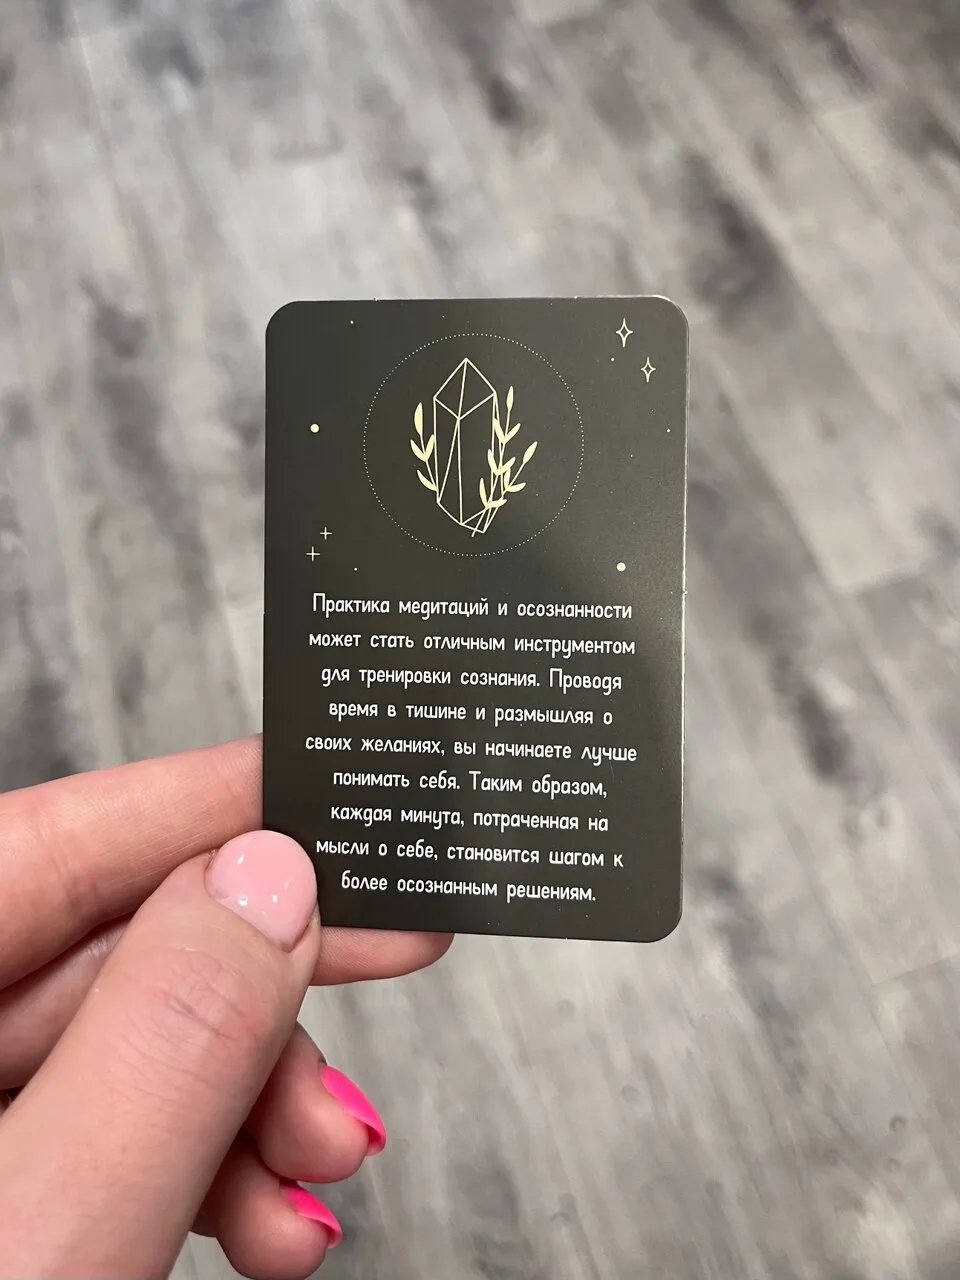 Практика медитаций и осознанности
может стать отличным инструментом
для тренировки сознания. Проводя
время в тишине и размышляя о
своих желаниях, вы начинаете лучше
понимать себя. Таким образом,
каждая минута, потраченная на
мысли о себе, становится шагом к
более осознанным решениям.